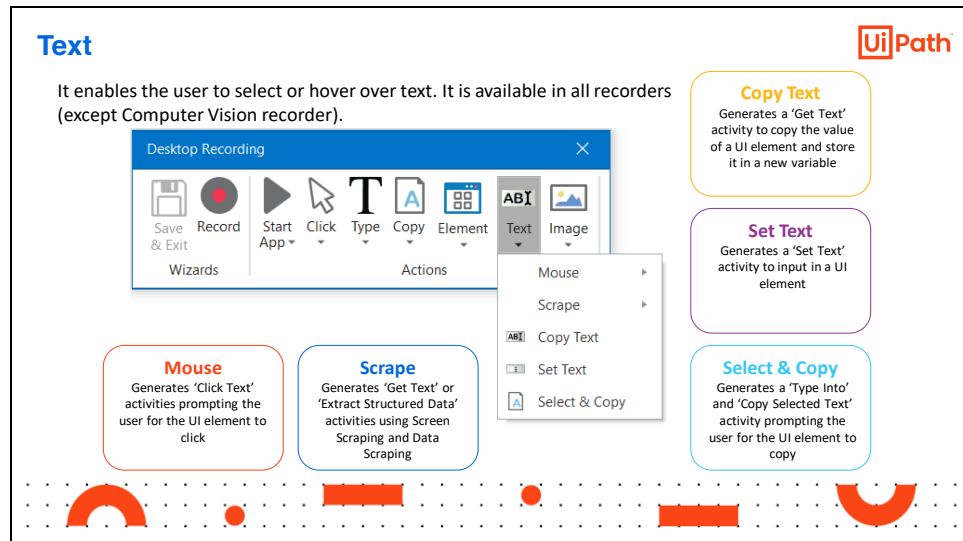 Text
UiPath
It enables the user to select or hover over text. It is available in all recorders
(except Computer Vision recorder).
Desktop Recording
Save
& Exit
Record
Start
App
Click
Type
Copy
Element
ABI
Text
Image
Wizards
Actions
Mouse
Scrape
ABI
Copy Text
Set Text
A
Select & Copy
Copy Text
Generates a ‘Get Text’
activity to copy the value
of a UI element and store
it in a new variable
Set Text
Generates a ‘Set Text’
activity to input in a UI
element
Mouse
Generates ‘Click Text’
activities prompting the
user for the UI element to
click
Scrape
Generates ‘Get Text’ or
‘Extract Structured Data’
activities using Screen
Scraping and Data
Scraping
Select & Copy
Generates a ‘Type Into’
and ‘Copy Selected Text’
activity prompting the
user for the UI element to
copy